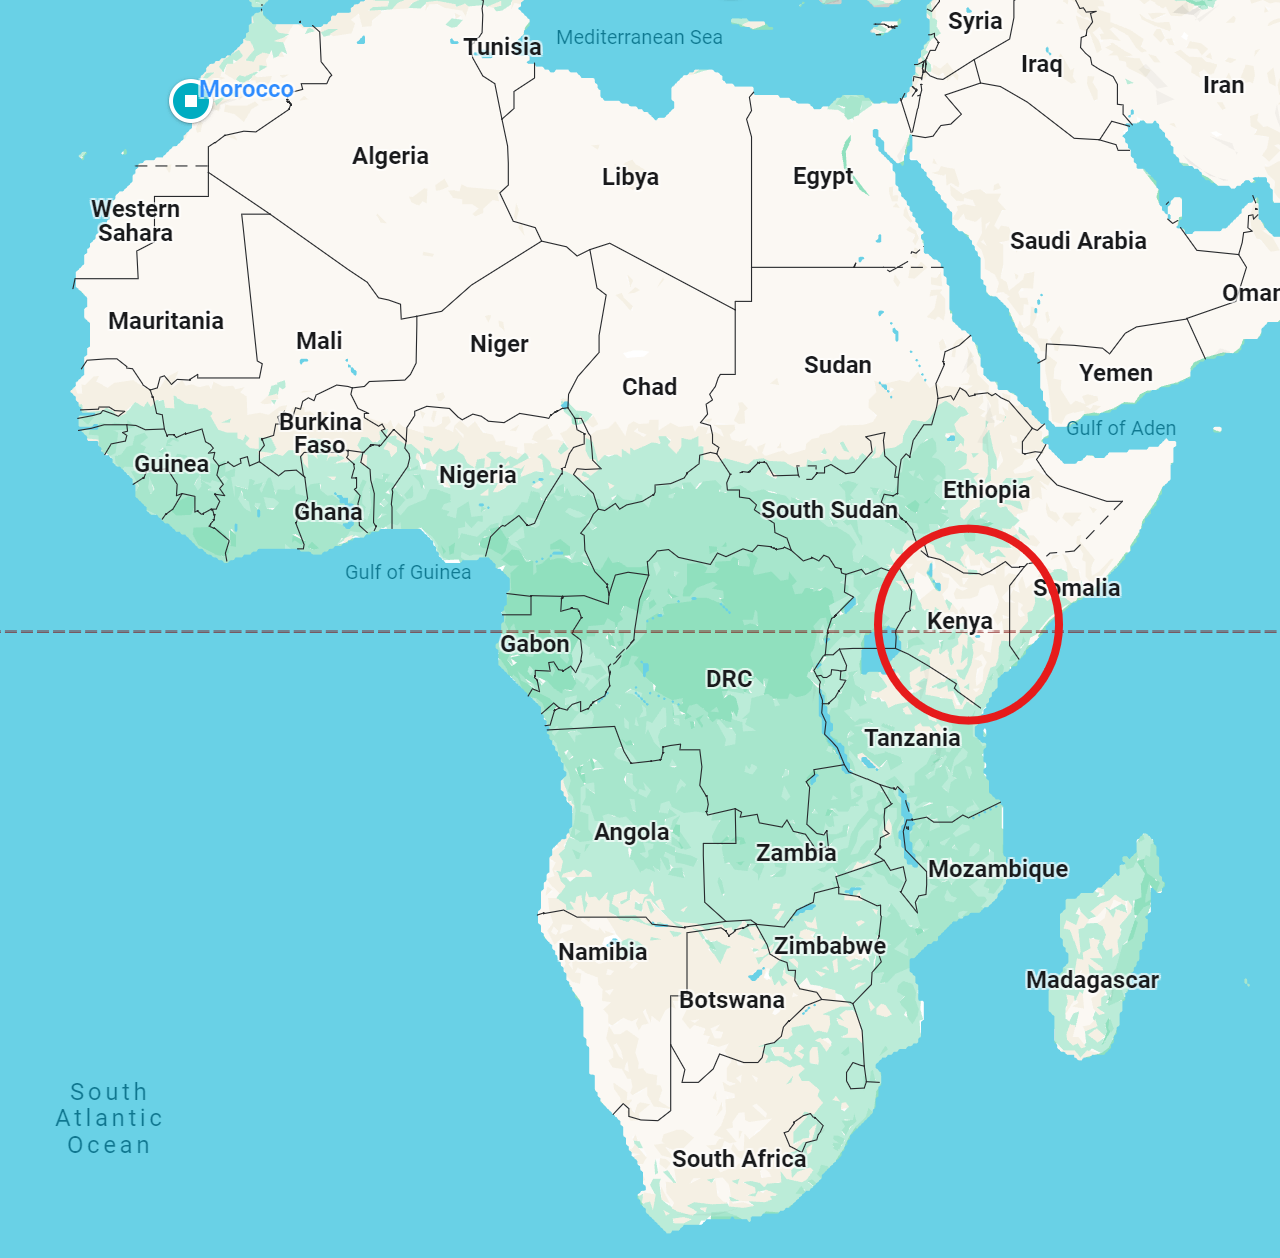 Syria
Tunisia
Mediterranean Sea
Iraq
Iran
Morocco
Algeria
Libya
Egypt
Western
Sahara
Saudi Arabia
Oman
Mauritania
Mali
Niger
Chad
Sudan
Yemen
Burkina
Faso
Gulf of Aden
Guinea
Nigeria
Ethiopia
Ghana
South Sudan
Gulf of Guinea
Somalia
Kenya
Gabon
DRC
Tanzania
Angola
Zambia
Mozambique
Zimbabwe
Namibia
Madagascar
Botswana
South
Atlantic
Ocean
South Africa